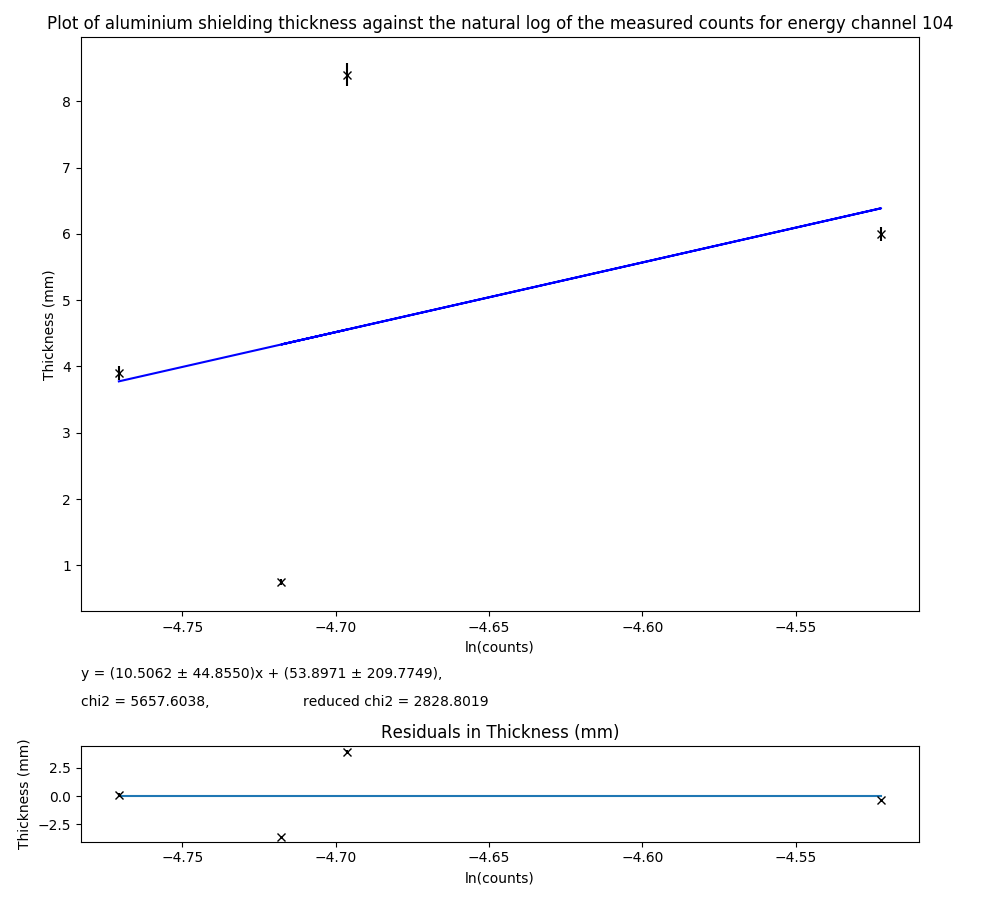 Plot of aluminium shielding thickness against the natural log of the measured counts for energy channel 104
Thickness (mm)
8
7
6
5
4
3
2
1
−4.75 −4.70 −4.65 −4.60 −4.55
ln(counts)
y = (10.5062 ± 44.8550)x + (53.8971 ± 209.7749),
chi2 = 5657.6038, reduced chi2 = 2828.8019
Residuals in Thickness (mm)
Thickness (mm)
2.5
0.0
−2.5
−4.75 −4.70 −4.65 −4.60 −4.55
ln(counts)